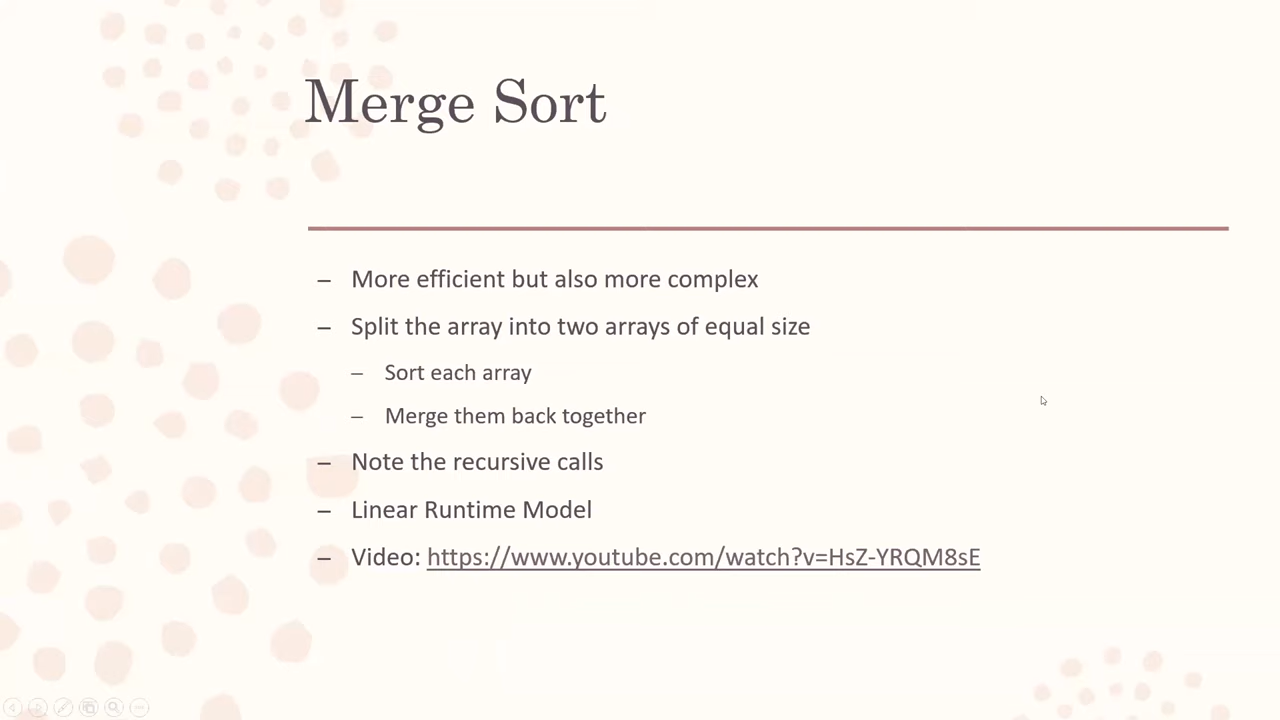 Merge Sort
– More efficient but also more complex
– Split the array into two arrays of equal size
– Sort each array
– Merge them back together
– Note the recursive calls
– Linear Runtime Model
– Video: https://www.youtube.com/watch?v=HsZ-YRQM8sE